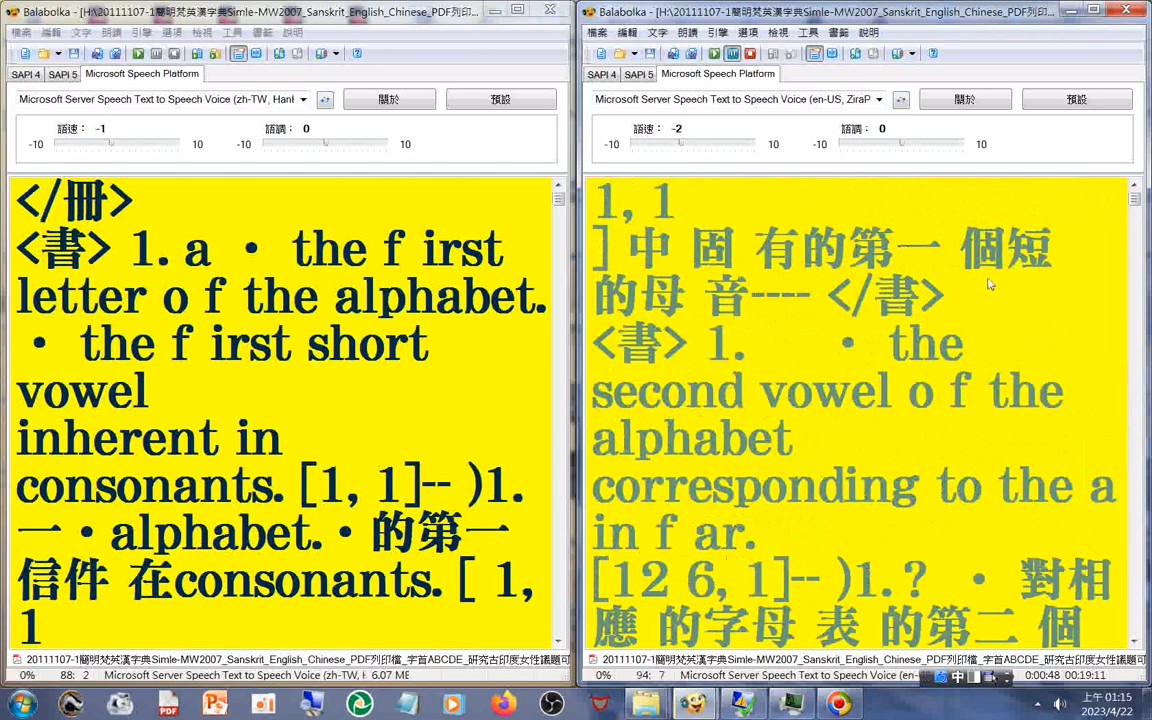 Balabolka - [H:\20111107-1簡明梵英漢字典Simle-MW2007_Sanskrit_English_Chinese_PDF列印...
檔案 編輯 文字 朗讀 引擎 選項 檢視 工具 書籤 說明
SAPI 4 SAPI 5 Microsoft Speech Platform
Microsoft Server Speech Text to Speech Voice (zh-TW, Hanl
關於
預設
語速： -1
語調： 0
-10 10 -10 10
</冊>
<書> 1. a • the f irst
letter o f the alphabet.
• the f irst short
vowel
inherent in
consonants. [1, 1]-- )1.
一 • alphabet. • 的第一
信件 在consonants. [ 1,
1
20111107-1簡明梵英漢字典Simle-MW2007_Sanskrit_English_Chinese_PDF列印檔_字首ABCDE_研究古印度女性議題可
0% 88: 2 Microsoft Server Speech Text to Speech Voice (zh-TW, H 6.07 MB
Balabolka - [H:\20111107-1簡明梵英漢字典Simle-MW2007_Sanskrit_English_Chinese_PDF列印...
檔案 編輯 文字 朗讀 引擎 選項 檢視 工具 書籤 說明
SAPI 4 SAPI 5 Microsoft Speech Platform
Microsoft Server Speech Text to Speech Voice (en-US, ZiraP
關於
預設
語速： -2
語調： 0
-10 10 -10 10
1, 1
] 中 固 有的第一 個短
的母 音---- </書>
<書> 1. • the
second vowel o f the
alphabet
corresponding to the a
in f ar.
[12 6, 1]-- )1. ? • 對相
應 的字母 表 的第二 個
20111107-1簡明梵英漢字典Simle-MW2007_Sanskrit_English_Chinese_PDF列印檔_字首ABCDE_研究古印度女性議題可
0% 94: 7 Microsoft Server Speech Text to Speech Voice 中 0:00:48 00:19:11
上午 01:15
2023/4/22